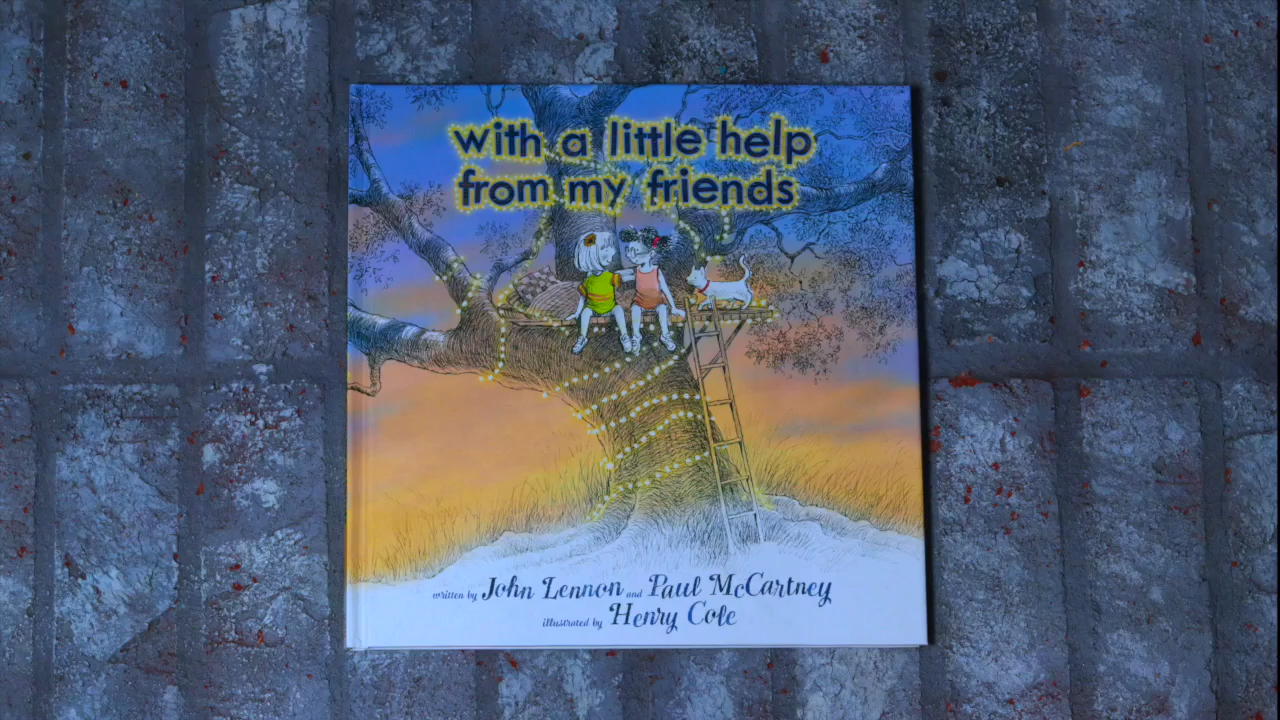 with a little help
from my friends
written by John Lennon and Paul McCartney
illustrated by Henry Cole